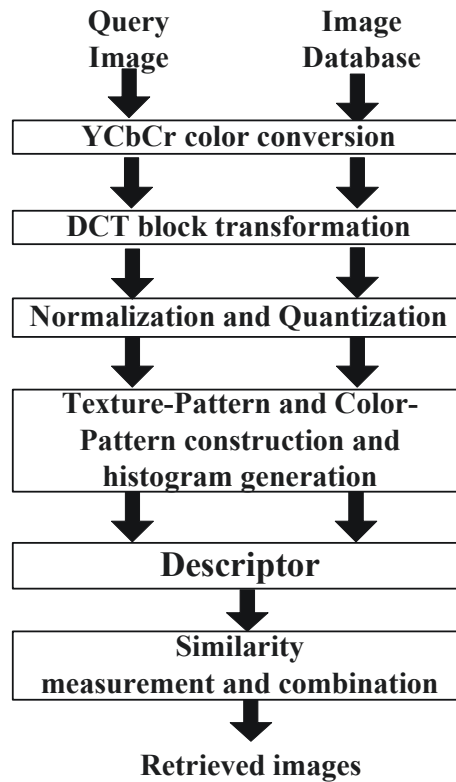 Query Image
Image Database
YCbCr color conversion
DCT block transformation
Normalization and Quantization
Texture-Pattern and Color-
Pattern construction and
histogram generation
Descriptor
Similarity
measurement and combination
Retrieved images